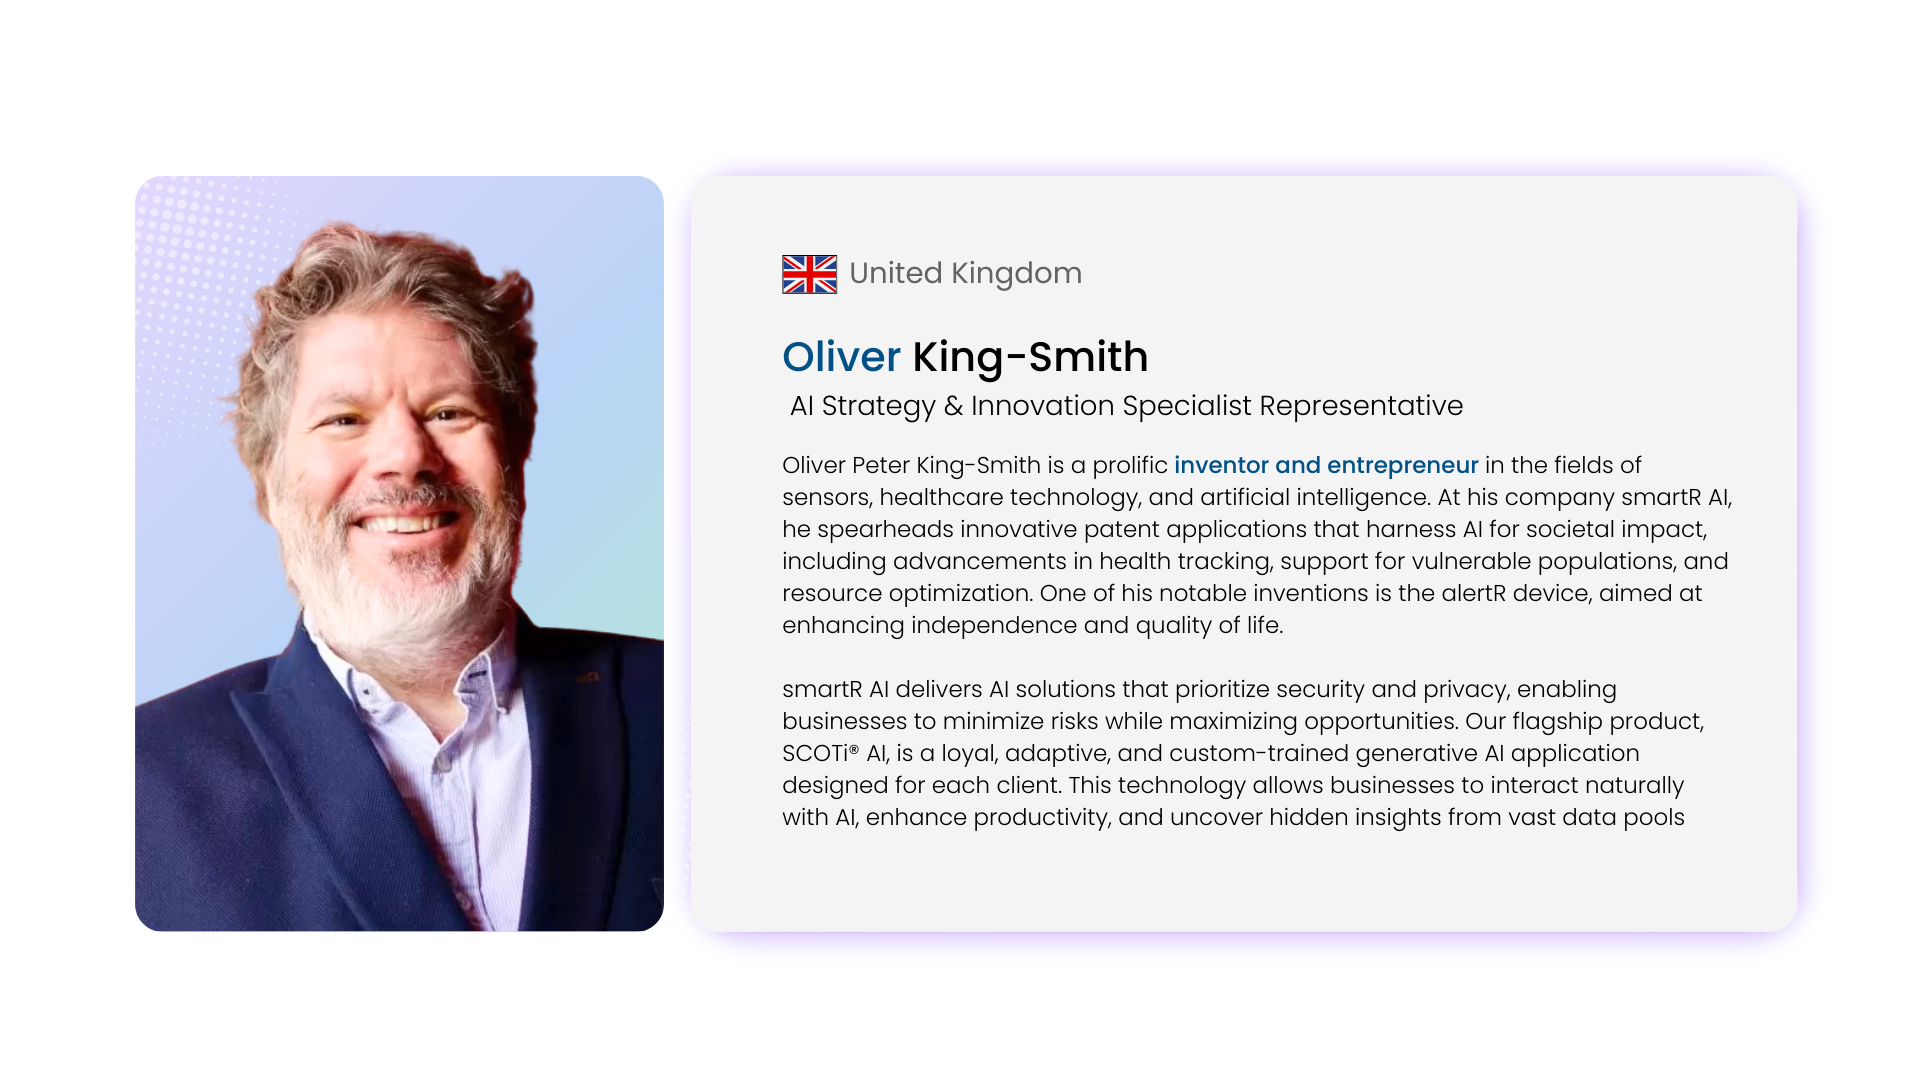 United Kingdom
Oliver King-Smith
AI Strategy & Innovation Specialist Representative
Oliver Peter King-Smith is a prolific inventor and entrepreneur in the fields of
sensors, healthcare technology, and artificial intelligence. At his company smartR AI,
he spearheads innovative patent applications that harness AI for societal impact,
including advancements in health tracking, support for vulnerable populations, and
resource optimization. One of his notable inventions is the alertR device, aimed at
enhancing independence and quality of life.
smartR AI delivers AI solutions that prioritize security and privacy, enabling
businesses to minimize risks while maximizing opportunities. Our flagship product,
SCOTi® AI, is a loyal, adaptive, and custom-trained generative AI application
designed for each client. This technology allows businesses to interact naturally
with AI, enhance productivity, and uncover hidden insights from vast data pools